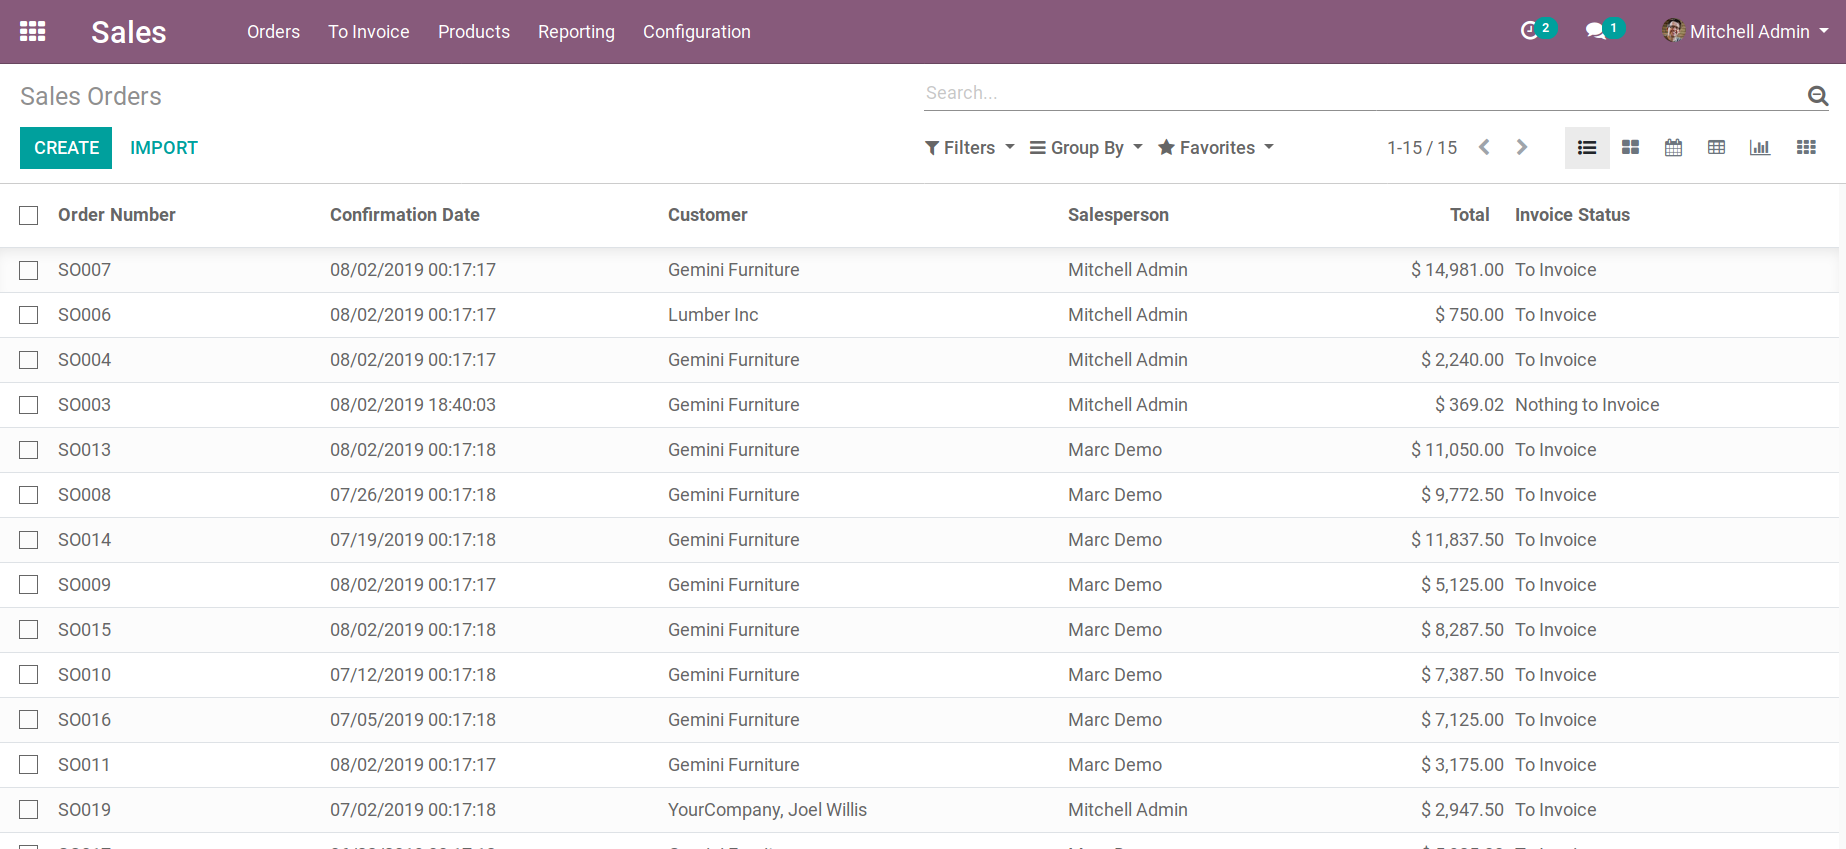 Sales Orders To Invoice Products Reporting Configuration 2 1 Mitchell Admin
Sales Orders Search...
CREATE IMPORT Filters Group By Favorites 1-15 / 15
Order Number Confirmation Date Customer Salesperson Total Invoice Status
SO007 08/02/2019 00:17:17 Gemini Furniture Mitchell Admin $ 14,981.00 To Invoice
SO006 08/02/2019 00:17:17 Lumber Inc Mitchell Admin $ 750.00 To Invoice
SO004 08/02/2019 00:17:17 Gemini Furniture Mitchell Admin $ 2,240.00 To Invoice
SO003 08/02/2019 18:40:03 Gemini Furniture Mitchell Admin $ 369.02 Nothing to Invoice
SO013 08/02/2019 00:17:18 Gemini Furniture Marc Demo $ 11,050.00 To Invoice
SO008 07/26/2019 00:17:18 Gemini Furniture Marc Demo $ 9,772.50 To Invoice
SO014 07/19/2019 00:17:18 Gemini Furniture Marc Demo $ 11,837.50 To Invoice
SO009 08/02/2019 00:17:17 Gemini Furniture Marc Demo $ 5,125.00 To Invoice
SO015 08/02/2019 00:17:18 Gemini Furniture Marc Demo $ 8,287.50 To Invoice
SO010 07/12/2019 00:17:18 Gemini Furniture Marc Demo $ 7,387.50 To Invoice
SO016 07/05/2019 00:17:18 Gemini Furniture Marc Demo $ 7,125.00 To Invoice
SO011 08/02/2019 00:17:17 Gemini Furniture Marc Demo $ 3,175.00 To Invoice
SO019 07/02/2019 00:17:18 YourCompany, Joel Willis Mitchell Admin $ 2,947.50 To Invoice